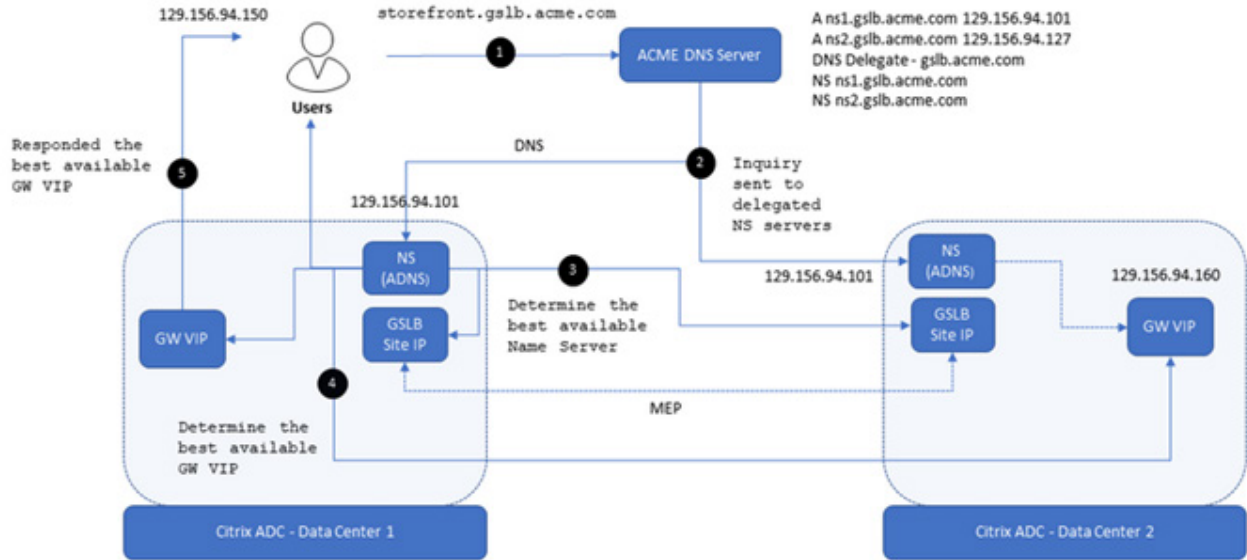 129.156.94.150
storefront.gslb.acme.com
1
ACME DNS Server
A ns1.gslb.acme.com 129.156.94.101
A ns2.gslb.acme.com 129.156.94.127
DNS Delegate - gslb.acme.com
NS ns1.gslb.acme.com
NS ns2.gslb.acme.com
Users
Responded the
best available
GW VIP
5
DNS
2
Inquiry
sent to
delegated
NS servers
129.156.94.101
NS
(ADNS)
3
Determine the
best available
Name Server
129.156.94.101
NS
(ADNS)
129.156.94.160
GW VIP
GSLB
Site IP
GSLB
Site IP
GW VIP
4
MEP
Determine the
best available
GW VIP
Citrix ADC - Data Center 1
Citrix ADC - Data Center 2